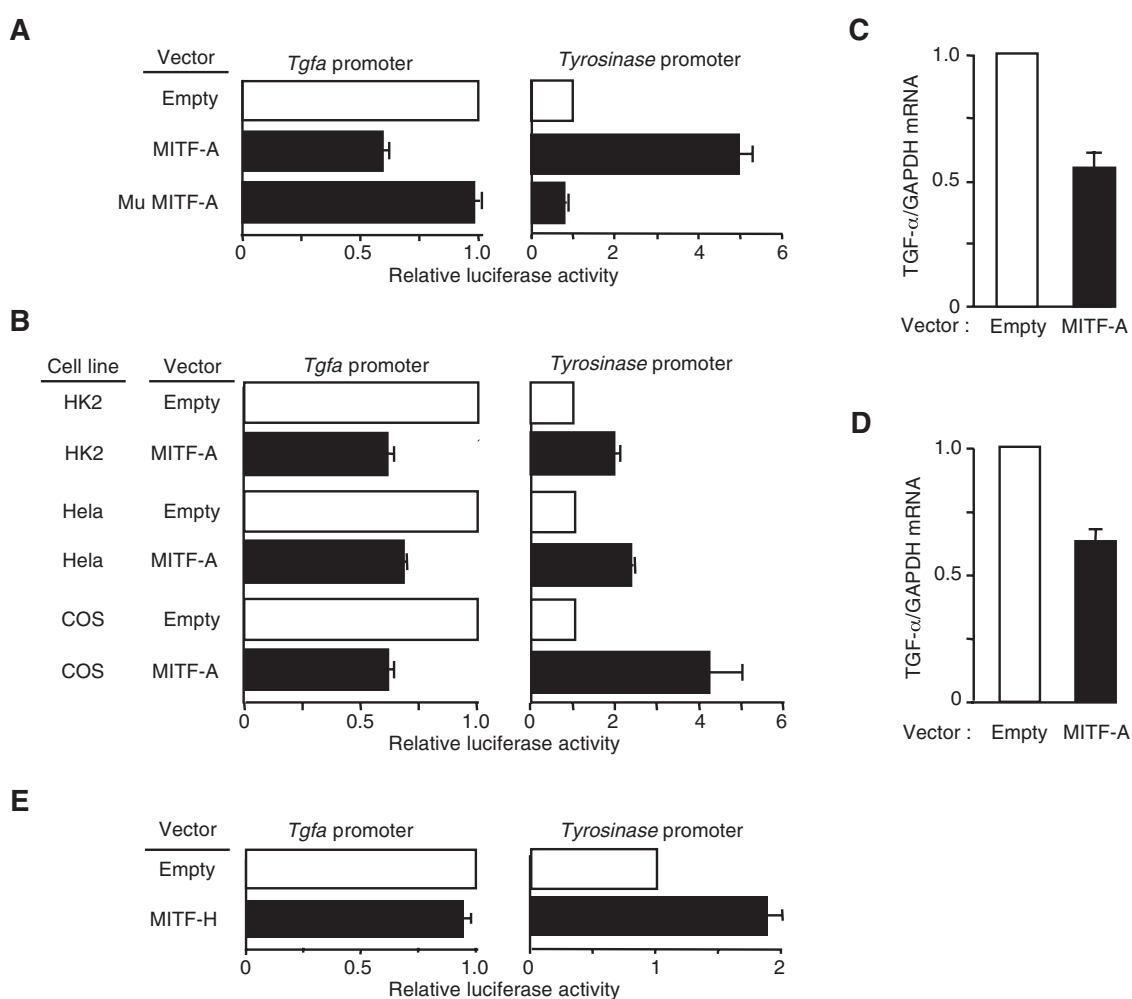 A
Vector
Tgfa promoter
Tyrosinase promoter
Empty
MITF-A
Mu MITF-A
0 0.5 1.0
0 2 4 6
Relative luciferase activity
B
Cell line Vector
Tgfa promoter
Tyrosinase promoter
HK2 Empty
HK2 MITF-A
Hela Empty
Hela MITF-A
COS Empty
COS MITF-A
0 0.5 1.0
0 2 4 6
Relative luciferase activity
C
TGF-α/GAPDH mRNA
1.0
0.5
0
Vector : Empty MITF-A
D
TGF-α/GAPDH mRNA
1.0
0.5
0
Vector : Empty MITF-A
E
Vector
Tgfa promoter
Tyrosinase promoter
Empty
MITF-H
0 0.5 1.0
0 1 2
Relative luciferase activity